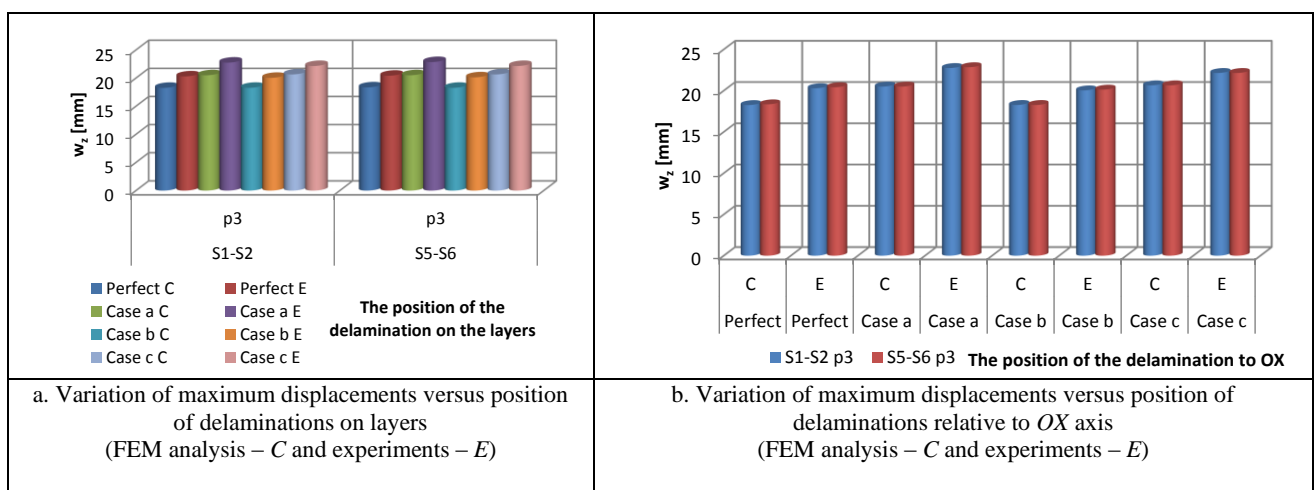 25
20
15
10
5
0
w_z [mm]
p3 p3
S1-S2 S5-S6
Perfect C Perfect E
Case a C Case a E
Case b C Case b E
Case c C Case c E
The position of the
delamination on the layers
25
20
15
10
5
0
w_z [mm]
C E C E C E C E
Perfect Perfect Case a Case a Case b Case b Case c Case c
S1-S2 p3 S5-S6 p3 The position of the delamination to OX
a. Variation of maximum displacements versus position
of delaminations on layers
(FEM analysis – C and experiments – E)
b. Variation of maximum displacements versus position of
delaminations relative to OX axis
(FEM analysis – C and experiments – E)